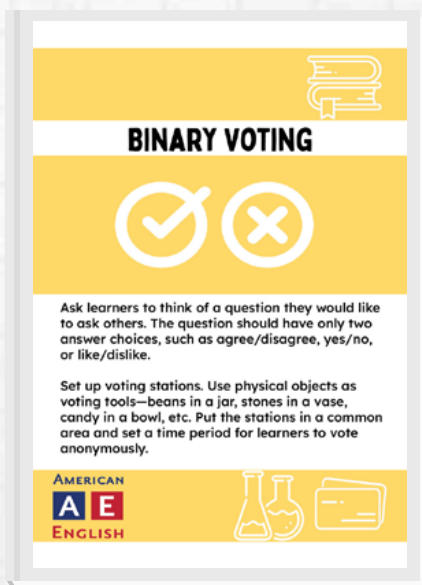 BINARY VOTING
Ask learners to think of a question they would like
to ask others. The question should have only two
answer choices, such as agree/disagree, yes/no,
or like/dislike.
Set up voting stations. Use physical objects as
voting tools—beans in a jar, stones in a vase,
candy in a bowl, etc. Put the stations in a common
area and set a time period for learners to vote
anonymously.
AMERICAN
A E
ENGLISH